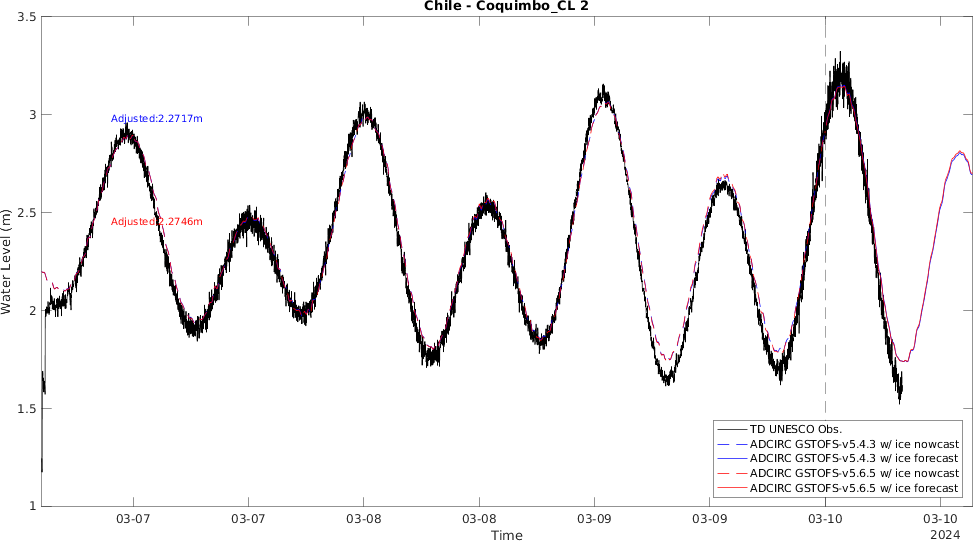 Chile - Coquimbo_CL 2
3.5
3
2.5
2
1.5
1
Water Level (m)
Adjusted:2.2717m
Adjusted:2.2746m
TD UNESCO Obs.
ADCIRC GSTOFS-v5.4.3 w/ ice nowcast
ADCIRC GSTOFS-v5.4.3 w/ ice forecast
ADCIRC GSTOFS-v5.6.5 w/ ice nowcast
ADCIRC GSTOFS-v5.6.5 w/ ice forecast
03-07 03-07 03-08 03-08 03-09 03-09 03-10 03-10
2024
Time